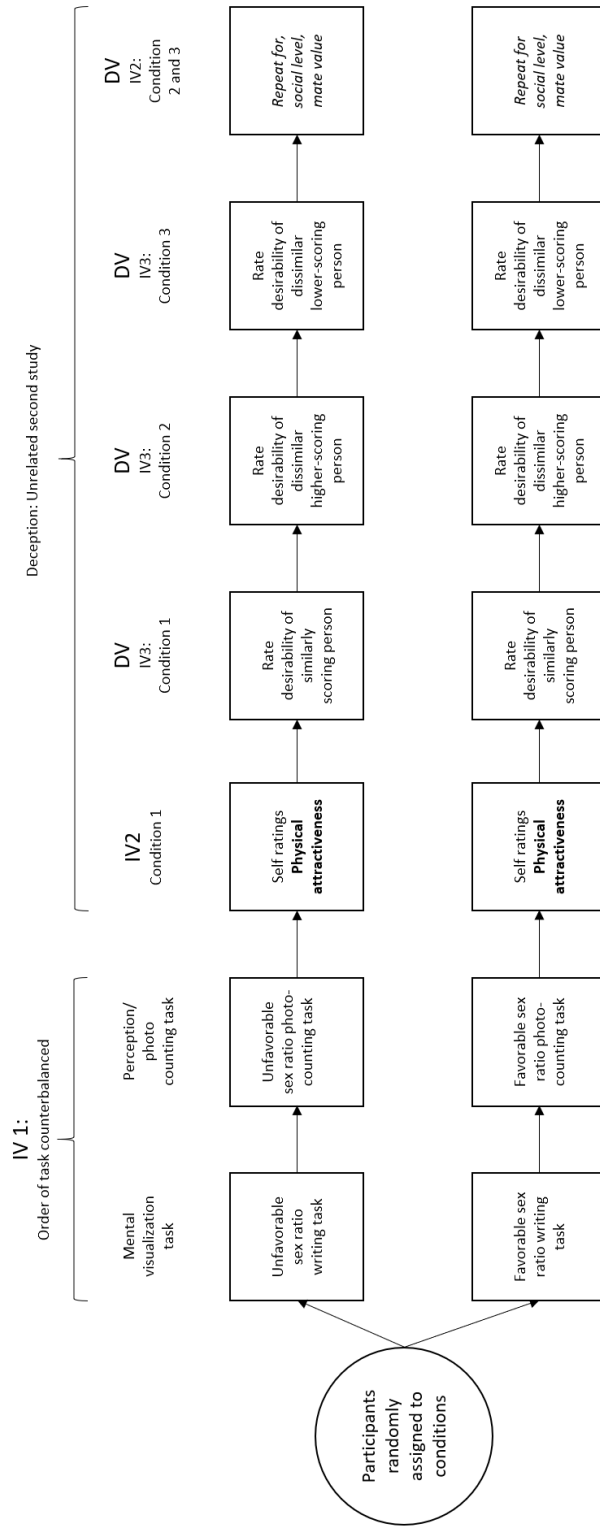 IV 1:
Order of task counterbalanced
Deception: Unrelated second study
Mental
visualization
task
Perception/
photo
counting task
IV2
Condition 1
DV
IV3:
Condition 1
DV
IV3:
Condition 2
DV
IV3:
Condition 3
DV
IV2:
Condition
2 and 3
Participants
randomly
assigned to
conditions
Unfavorable
sex ratio
writing task
Unfavorable
sex ratio photo-
counting task
Self ratings
Physical
attractiveness
Rate
desirability of
similarly
scoring person
Rate
desirability of
dissimilar
higher-scoring
person
Rate
desirability of
dissimilar
lower-scoring
person
Repeat for,
social level,
mate value
Favorable sex
ratio writing
task
Favorable sex
ratio photo-
counting task
Self ratings
Physical
attractiveness
Rate
desirability of
similarly
scoring person
Rate
desirability of
dissimilar
higher-scoring
person
Rate
desirability of
dissimilar
lower-scoring
person
Repeat for,
social level,
mate value